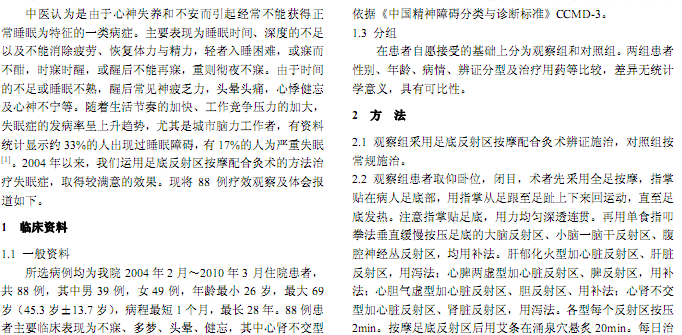 中医认为是由于心神失养和不安而引起经常不能获得正
常睡眠为特征的一类病症。主要表现为睡眠时间、深度的不足
以及不能消除疲劳、恢复体力与精力，轻者入睡困难，或寐而
不酣，时寐时醒，或醒后不能再寐，重则彻夜不寐。由于时间
的不足或睡眠不熟，醒后常见神疲乏力，头晕头痛，心悸健忘
及心神不宁等。随着生活节奏的加快、工作竞争压力的加大，
失眠症的发病率呈上升趋势，尤其是城市脑力工作者，有资料
统计显示约 33%的人出现过睡眠障碍，有 17%的人为严重失眠
[1]。2004 年以来，我们运用足底反射区按摩配合灸术的方法治
疗失眠症，取得较满意的效果。现将 88 例疗效观察及体会报
道如下。
1 临床资料
1.1 一般资料
所选病例均为我院 2004 年 2 月～2010 年 3 月住院患者，
共 88 例，其中男 39 例，女 49 例，年龄最小 26 岁，最大 69
岁（45.3 岁±13.7 岁），病程最短 1 个月，最长 28 年。88 例患
者主要临床表现为不寐、多梦、头晕、健忘，其中心肾不交型
依据《中国精神障碍分类与诊断标准》CCMD-3。
1.3 分组
在患者自愿接受的基础上分为观察组和对照组。两组患者
性别、年龄、病情、辨证分型及治疗用药等比较，差异无统计
学意义，具有可比性。
2 方 法
2.1 观察组采用足底反射区按摩配合灸术辨证施治，对照组按
常规施治。
2.2 观察组患者取仰卧位，闭目，术者先采用全足按摩，指掌
贴在病人足底部，用指掌从足跟至足趾上下来回运动，直至足
底发热。注意指掌贴足底，用力均匀深透连贯。再用单食指叩
拳法垂直缓慢按压足底的大脑反射区、小脑一脑干反射区、腹
腔神经丛反射区，均用补法。肝郁化火型加心脏反射区、肝脏
反射区，用泻法；心脾两虚型加心脏反射区、脾反射区，用补
法；心胆气虚型加心脏反射区、胆反射区，用补法；心肾不交
型加心脏反射区、肾脏反射区，用泻法。各型每个反射区按压
2min。按摩足底反射区后用艾条在涌泉穴悬炙 20min。每日治